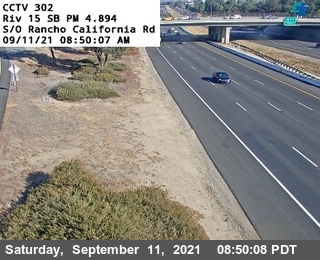 CCTV 302
Riv 15 SB PM 4.894
S/O Rancho California Rd
09/11/21 08:50:07 AM
Saturday, September 11, 2021 08:50:08 PDT